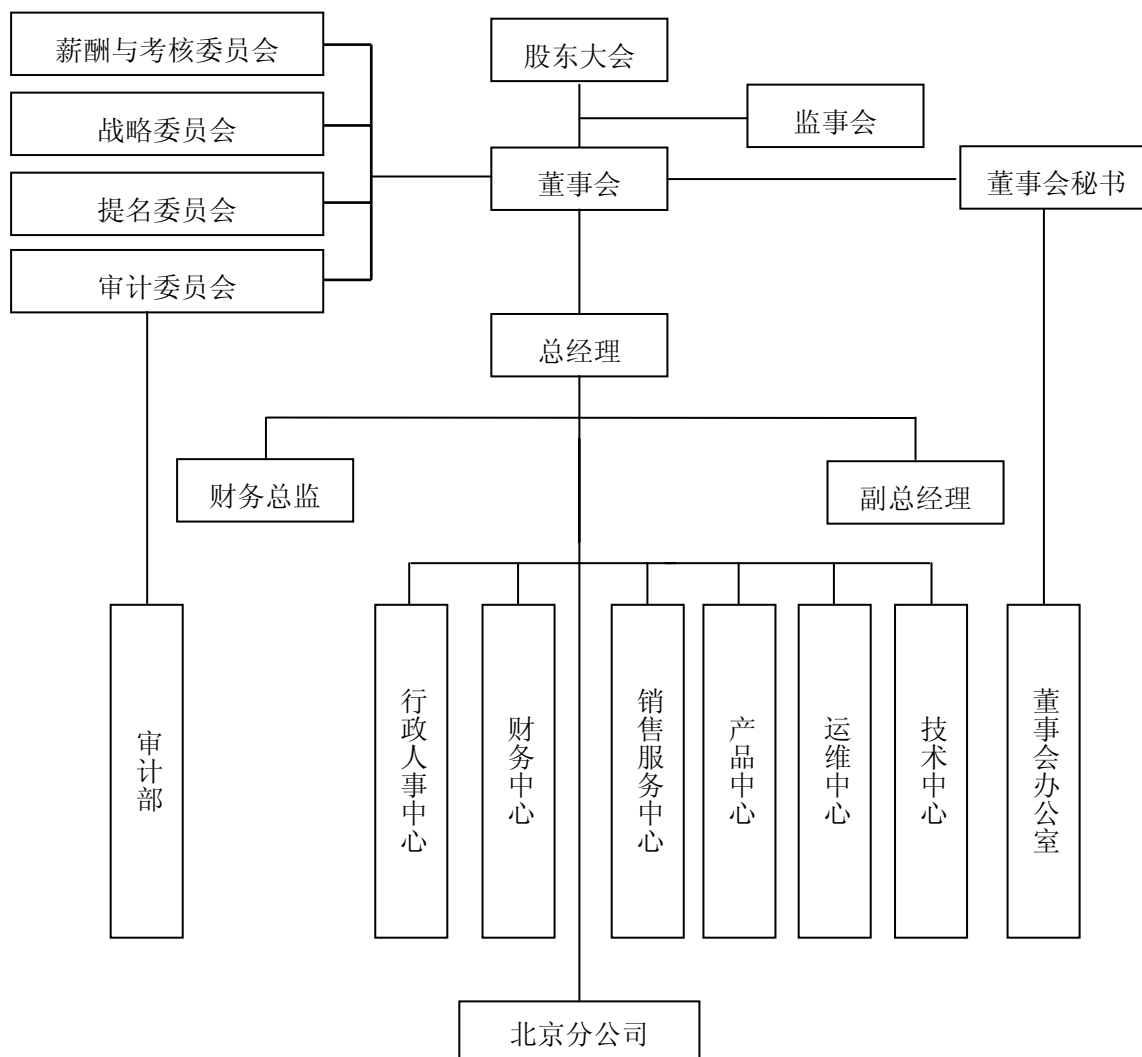 薪酬与考核委员会
股东大会
战略委员会
监事会
董事会
董事会秘书
提名委员会
审计委员会
总经理
财务总监
副总经理
审计部
行政人事中心
财务中心
销售服务中心
产品中心
运维中心
技术中心
董事会办公室
北京分公司